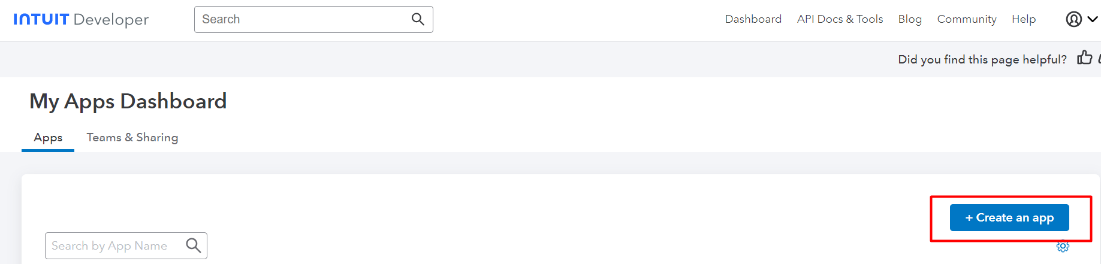 INTUIT Developer
Search
Dashboard
API Docs & Tools
Blog
Community
Help
Did you find this page helpful?
My Apps Dashboard
Apps
Teams & Sharing
+ Create an app
Search by App Name